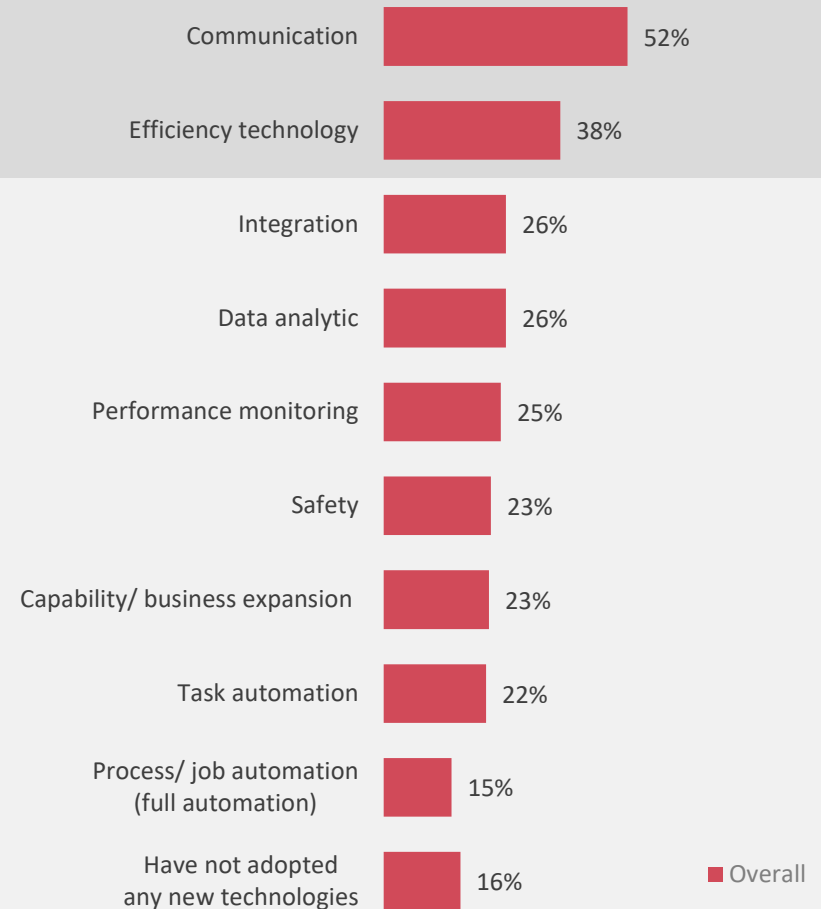 Communication 52%
Efficiency technology 38%
Integration 26%
Data analytic 26%
Performance monitoring 25%
Safety 23%
Capability/ business expansion 23%
Task automation 22%
Process/ job automation
(full automation) 15%
Have not adopted
any new technologies 16%
Overall